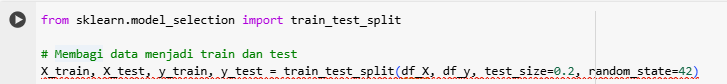 from sklearn.model_selection import train_test_split
# Membagi data menjadi train dan test
X_train, X_test, y_train, y_test = train_test_split(df_X, df_y, test_size=0.2, random_state=42)